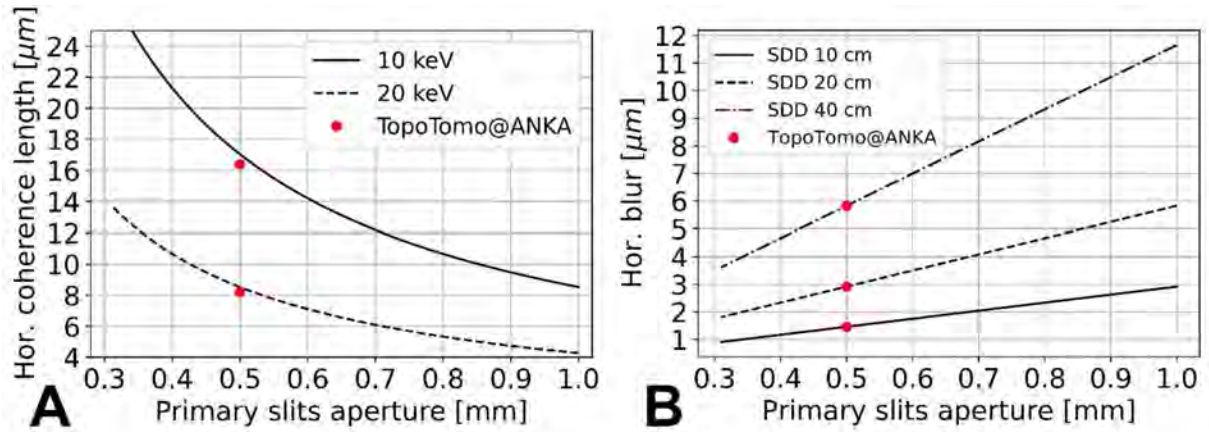 Hor. coherence length [μm]
24
22
20
18
16
14
12
10
8
6
4
10 keV
20 keV
TopoTomo@ANKA
0.3 0.4 0.5 0.6 0.7 0.8 0.9 1.0
Primary slits aperture [mm]
A
Hor. blur [μm]
12
11
10
9
8
7
6
5
4
3
2
1
SDD 10 cm
SDD 20 cm
SDD 40 cm
TopoTomo@ANKA
0.3 0.4 0.5 0.6 0.7 0.8 0.9 1.0
Primary slits aperture [mm]
B